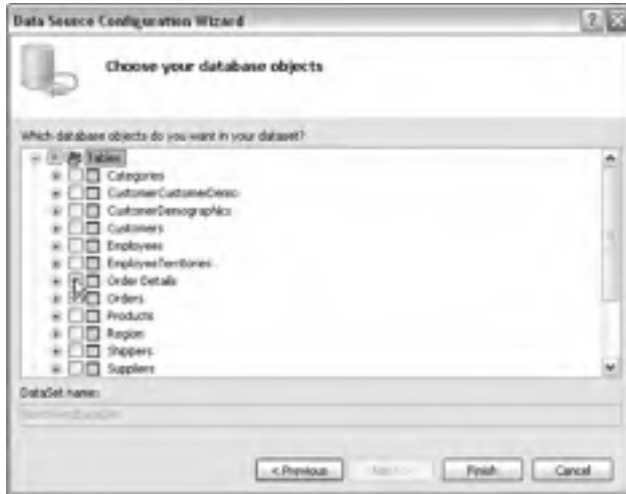 Data Source Configuration Wizard
Choose your database objects
Which database objects do you want in your dataset?
Tables
Categories
CustomerCustomerDemo
CustomerDemographics
Customers
Employees
EmployeeTerritories
Order Details
Orders
Products
Region
Shippers
Suppliers
DataSet name:
< Previous
Next >
Finish
Cancel